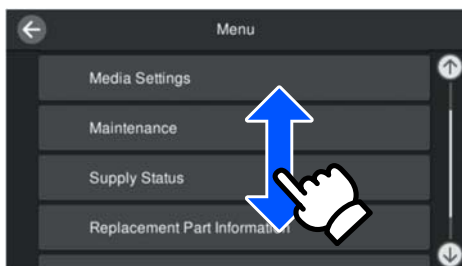 Menu
Media Settings
Maintenance
Supply Status
Replacement Part Information